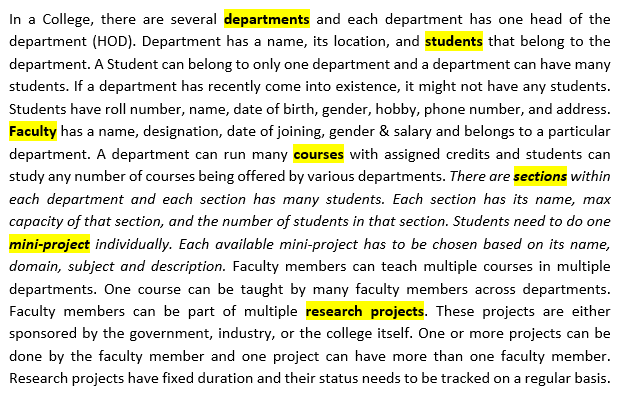 In a College, there are several departments and each department has one head of the
department (HOD). Department has a name, its location, and students that belong to the
department. A Student can belong to only one department and a department can have many
students. If a department has recently come into existence, it might not have any students.
Students have roll number, name, date of birth, gender, hobby, phone number, and address.
Faculty has a name, designation, date of joining, gender & salary and belongs to a particular
department. A department can run many courses with assigned credits and students can
study any number of courses being offered by various departments. There are sections within
each department and each section has many students. Each section has its name, max
capacity of that section, and the number of students in that section. Students need to do one
mini-project individually. Each available mini-project has to be chosen based on its name,
domain, subject and description. Faculty members can teach multiple courses in multiple
departments. One course can be taught by many faculty members across departments.
Faculty members can be part of multiple research projects. These projects are either
sponsored by the government, industry, or the college itself. One or more projects can be
done by the faculty member and one project can have more than one faculty member.
Research projects have fixed duration and their status needs to be tracked on a regular basis.